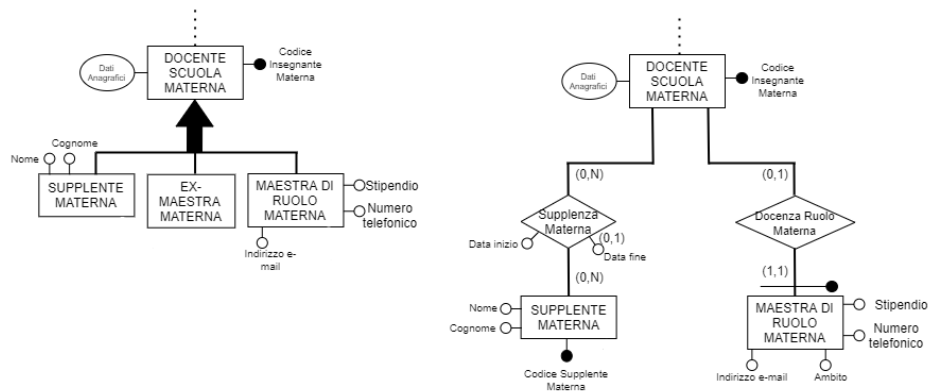 DOCENTE
SCUOLA
MATERNA
Dati
Anagrafici
Codice
Insegnante
Materna
Cognome
Nome
SUPPLENTE
MATERNA
EX-
MAESTRA
MATERNA
MAESTRA DI
RUOLO
MATERNA
Stipendio
Numero
telefonico
Indirizzo e-
mail
DOCENTE
SCUOLA
MATERNA
Dati
Anagrafici
Codice
Insegnante
Materna
(0,N)
(0,1)
Supplenza
Materna
Docenza Ruolo
Materna
Data inizio
(0,1)
Data fine
(0,N)
(1,1)
Nome
Cognome
SUPPLENTE
MATERNA
Codice Supplente
Materna
MAESTRA DI
RUOLO
MATERNA
Stipendio
Numero
telefonico
Indirizzo e-mail
Ambito